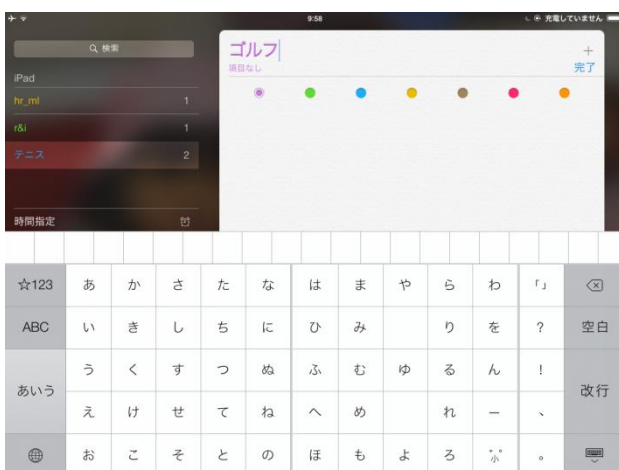 9:58
充電していません
検索
ゴルフ
項目なし
完了
iPad
hr_ml 1
r&i 1
テニス 2
時間指定
☆123 あ か さ た な は ま や ら わ 「」
ABC い き し ち に ひ み り を ? 空白
あいう う く す つ ぬ ふ む ゆ る ん ! 改行
え け せ て ね へ め れ ー 、
お こ そ と の ほ も よ ろ ゛゜小 。